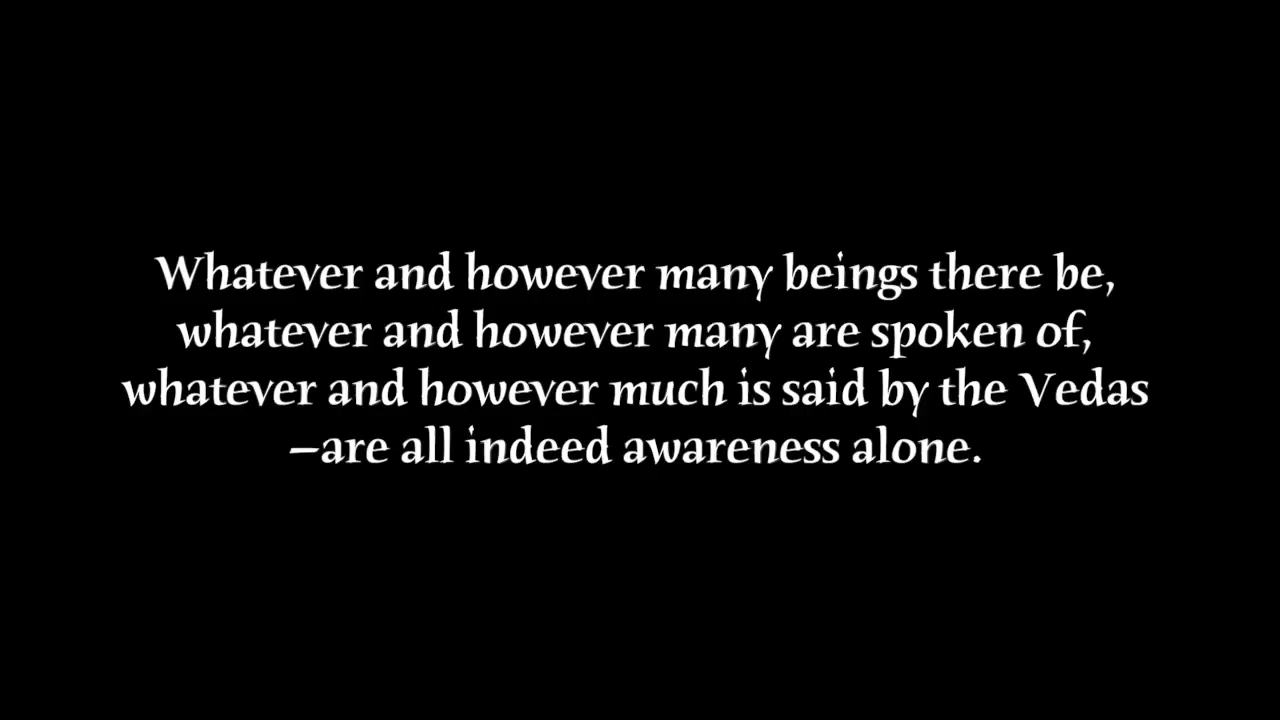 Whatever and however many beings there be,
whatever and however many are spoken of,
whatever and however much is said by the Vedas
—are all indeed awareness alone.